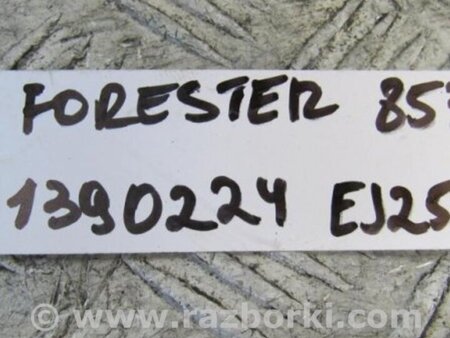 FORESTER 85
1390224 EJ25
© www.razborki.com